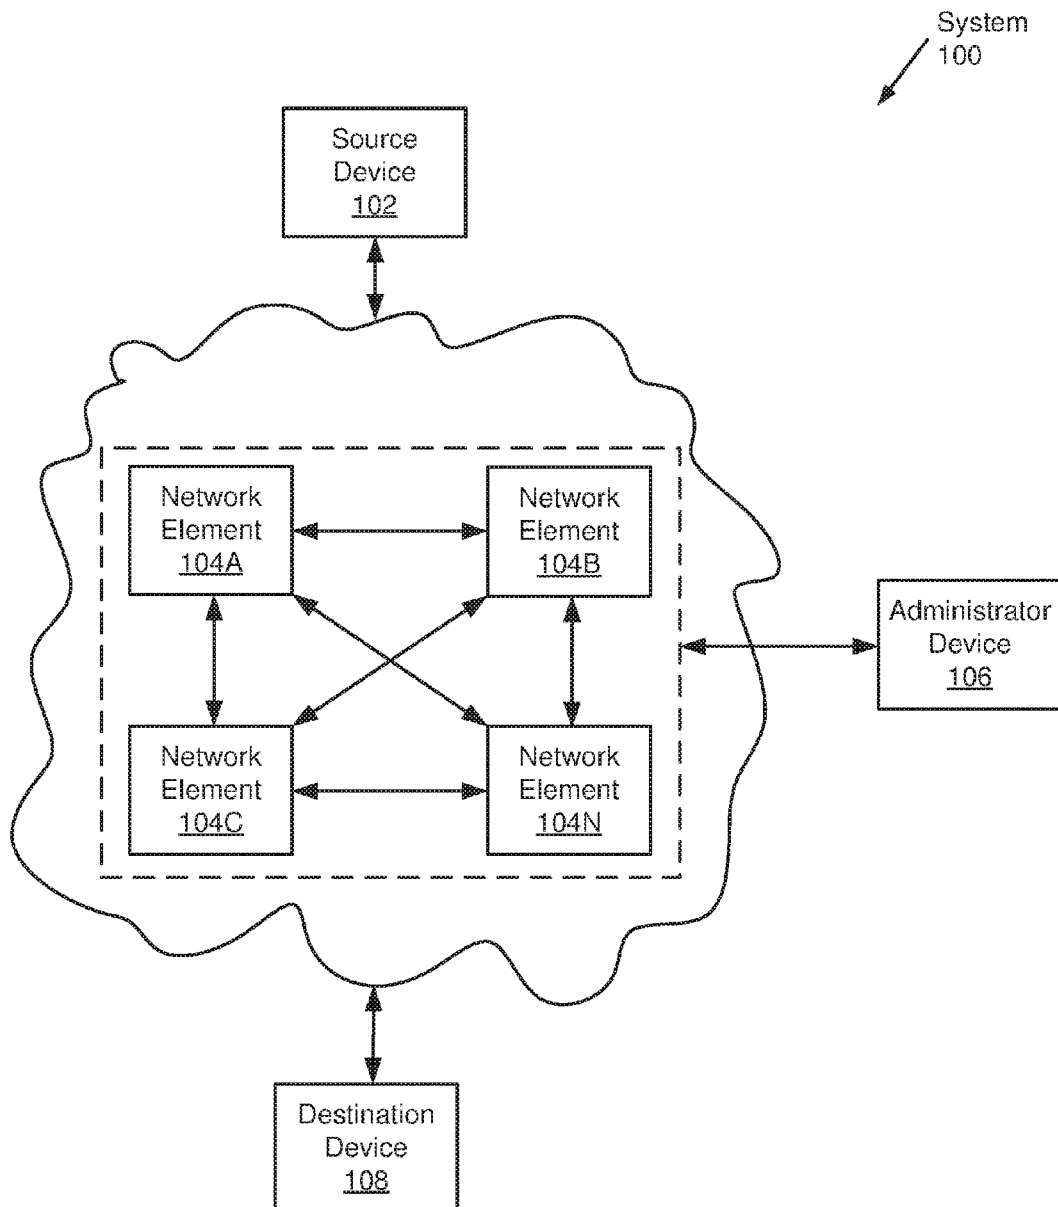 System
100
Source
Device
102
Network
Element
104A
Network
Element
104B
Administrator
Device
106
Network
Element
104C
Network
Element
104N
Destination
Device
108